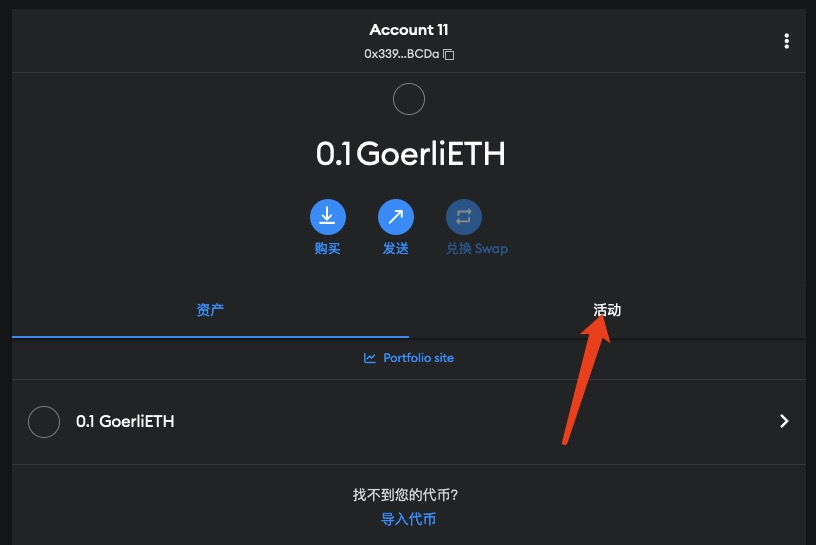 Account 11
0x339...BCDa
0.1 GoerliETH
购买 发送 兑换 Swap
资产 活动
Portfolio site
0.1 GoerliETH
找不到您的代币?
导入代币